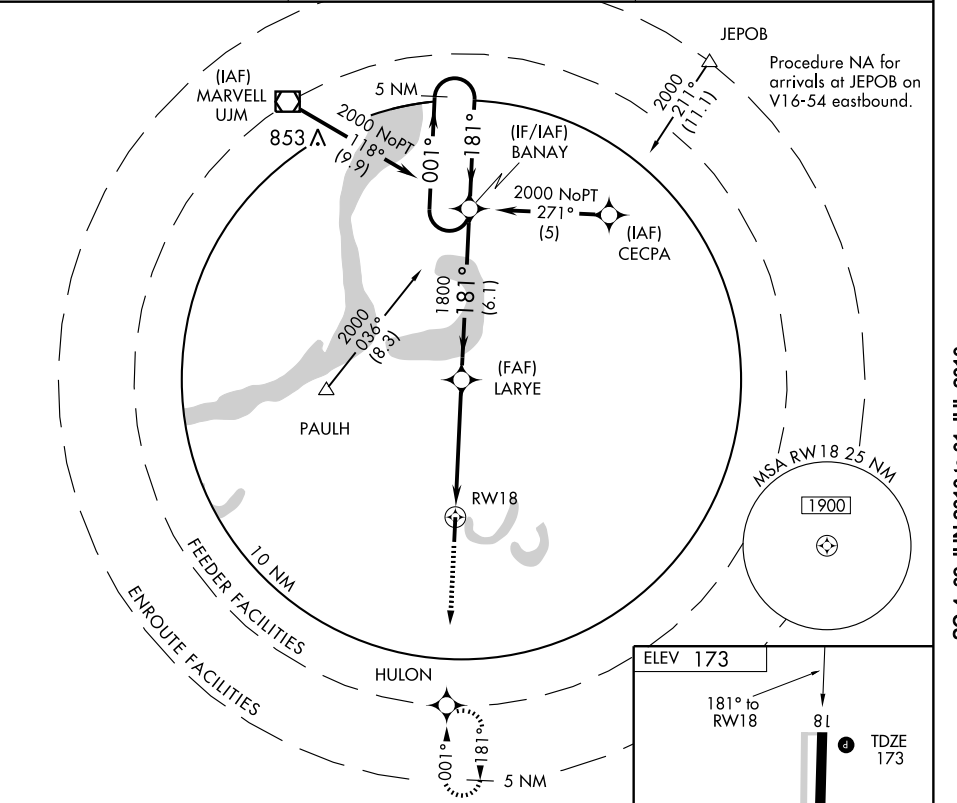 JEPOB
Procedure NA for
arrivals at JEPOB on
V16-54 eastbound.
2000
211°
(11.1)
(IAF)
MARVELL
UJM
5 NM
853
2000 NoPT
118°
(9.9)
001°
181°
(IF/IAF)
BANAY
2000 NoPT
271°
(5)
(IAF)
CECPA
1800
181°
(6.1)
2000
036°
(8.3)
PAULH
(FAF)
LARYE
RW18
MSA RW18 25 NM
1900
10 NM
FEEDER FACILITIES
ENROUTE FACILITIES
HULON
001°
181°
5 NM
ELEV 173
181° to
RW18
18
P
TDZE
173